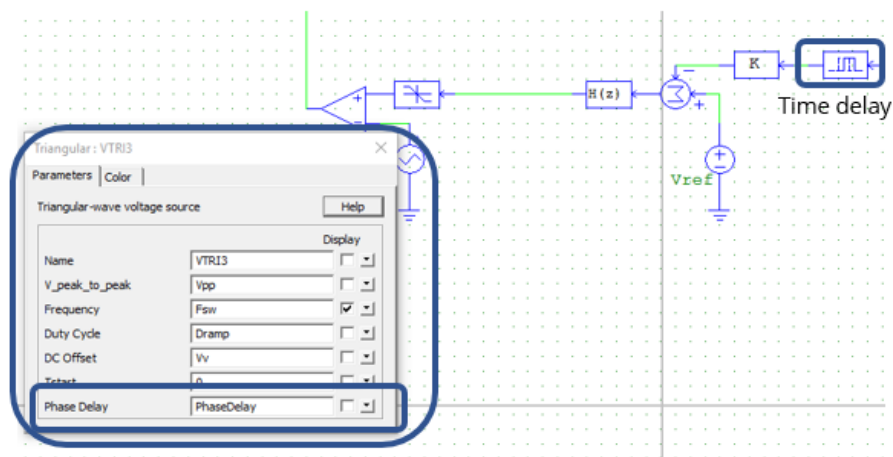 K
H(z)
Time delay
+
−
−
+
+
−
Vref
Triangular : VTRI3
Parameters Color
Triangular-wave voltage source Help
Display
Name VTRI3
V_peak_to_peak Vpp
Frequency Fsw
Duty Cycle Dramp
DC Offset Vv
Tstart 0
Phase Delay PhaseDelay